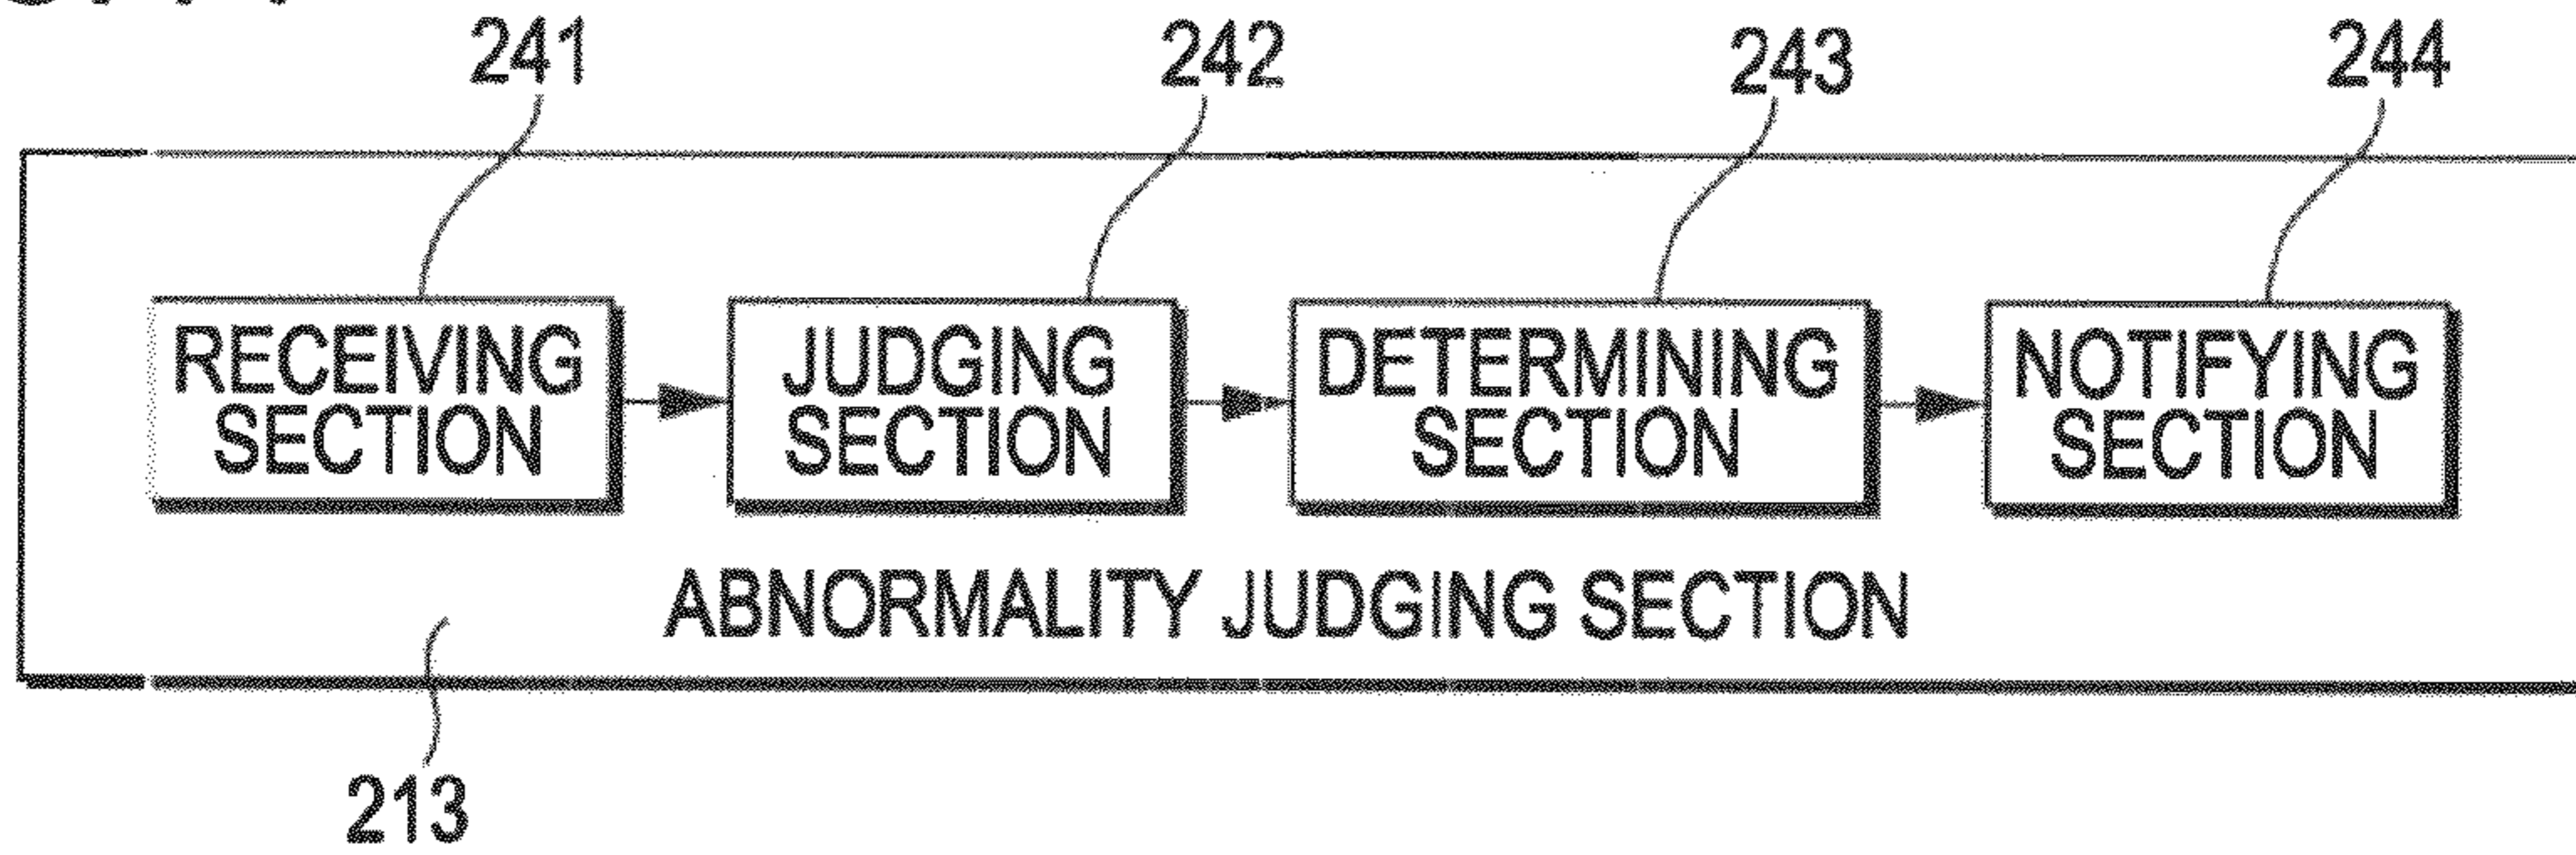 241 242 243 244
RECEIVING SECTION
JUDGING SECTION
DETERMINING SECTION
NOTIFYING SECTION
ABNORMALITY JUDGING SECTION
213